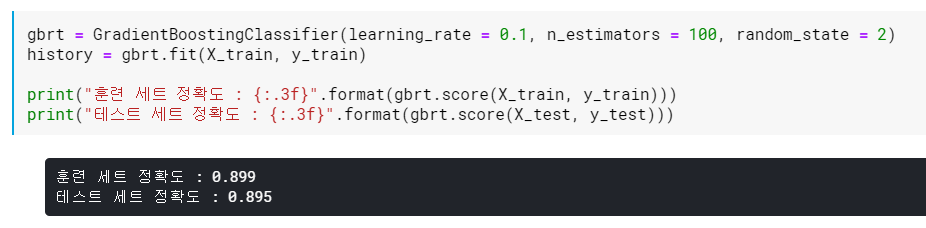 gbrt = GradientBoostingClassifier(learning_rate = 0.1, n_estimators = 100, random_state = 2)
history = gbrt.fit(X_train, y_train)
print("훈련 세트 정확도 : {:.3f}".format(gbrt.score(X_train, y_train)))
print("테스트 세트 정확도 : {:.3f}".format(gbrt.score(X_test, y_test)))
훈련 세트 정확도 : 0.899
테스트 세트 정확도 : 0.895